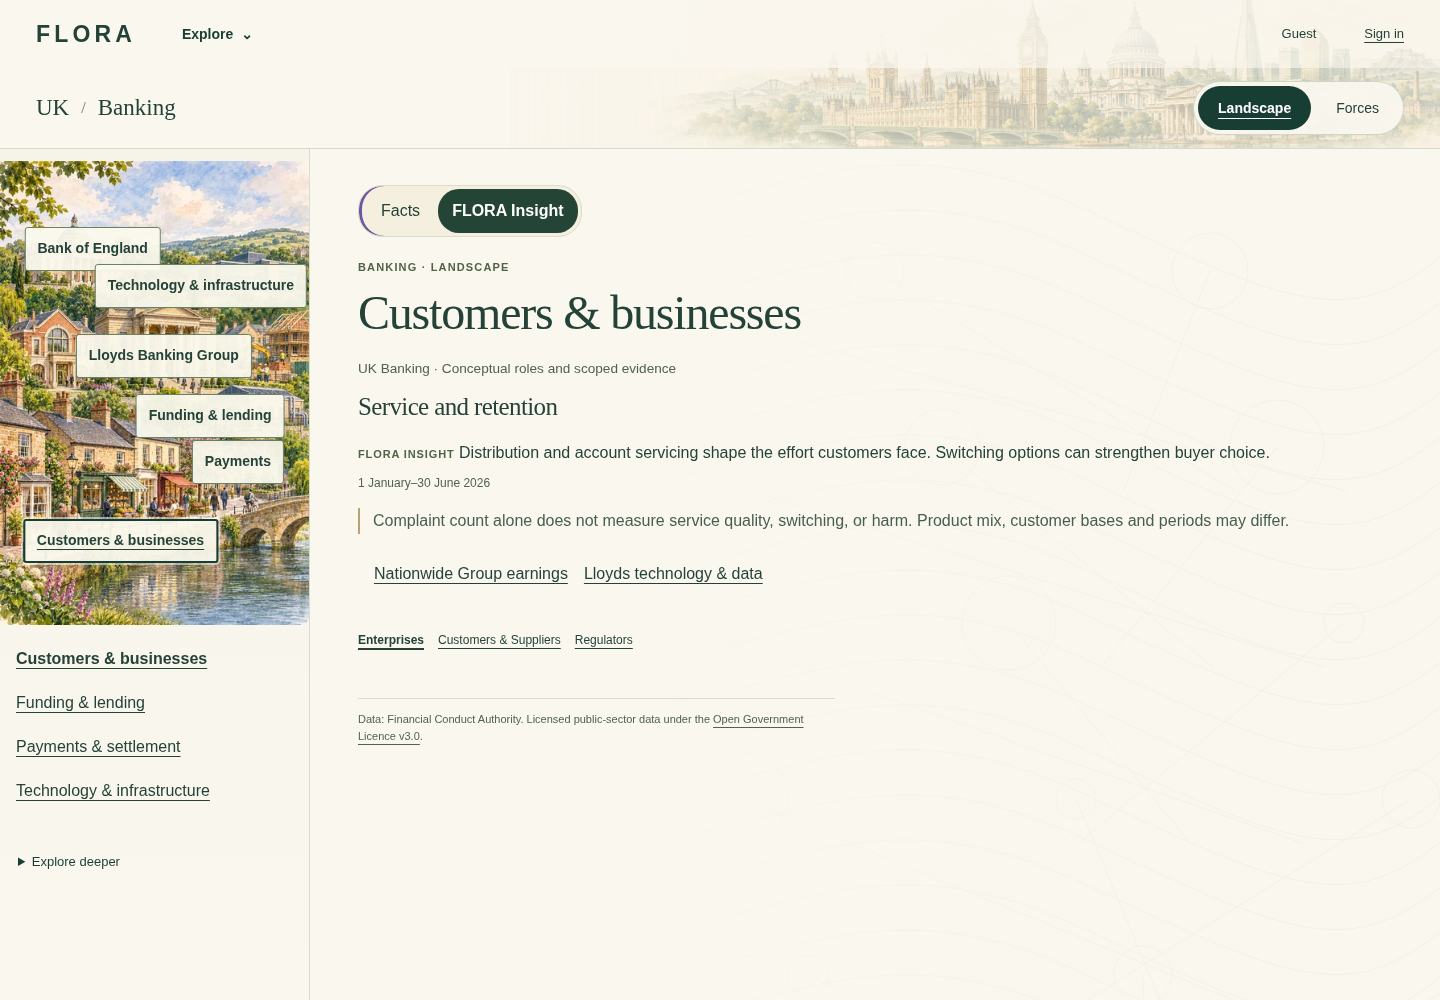 FLORA
Explore
Guest
Sign in
UK / Banking
Landscape
Forces
Bank of England
Technology & infrastructure
Lloyds Banking Group
Funding & lending
Payments
Customers & businesses
Customers & businesses
Funding & lending
Payments & settlement
Technology & infrastructure
Explore deeper
Facts
FLORA Insight
BANKING · LANDSCAPE
Customers & businesses
UK Banking · Conceptual roles and scoped evidence
Service and retention
FLORA INSIGHT Distribution and account servicing shape the effort customers face. Switching options can strengthen buyer choice.
1 January–30 June 2026
Complaint count alone does not measure service quality, switching, or harm. Product mix, customer bases and periods may differ.
Nationwide Group earnings Lloyds technology & data
Enterprises Customers & Suppliers Regulators
Data: Financial Conduct Authority. Licensed public-sector data under the Open Government
Licence v3.0.